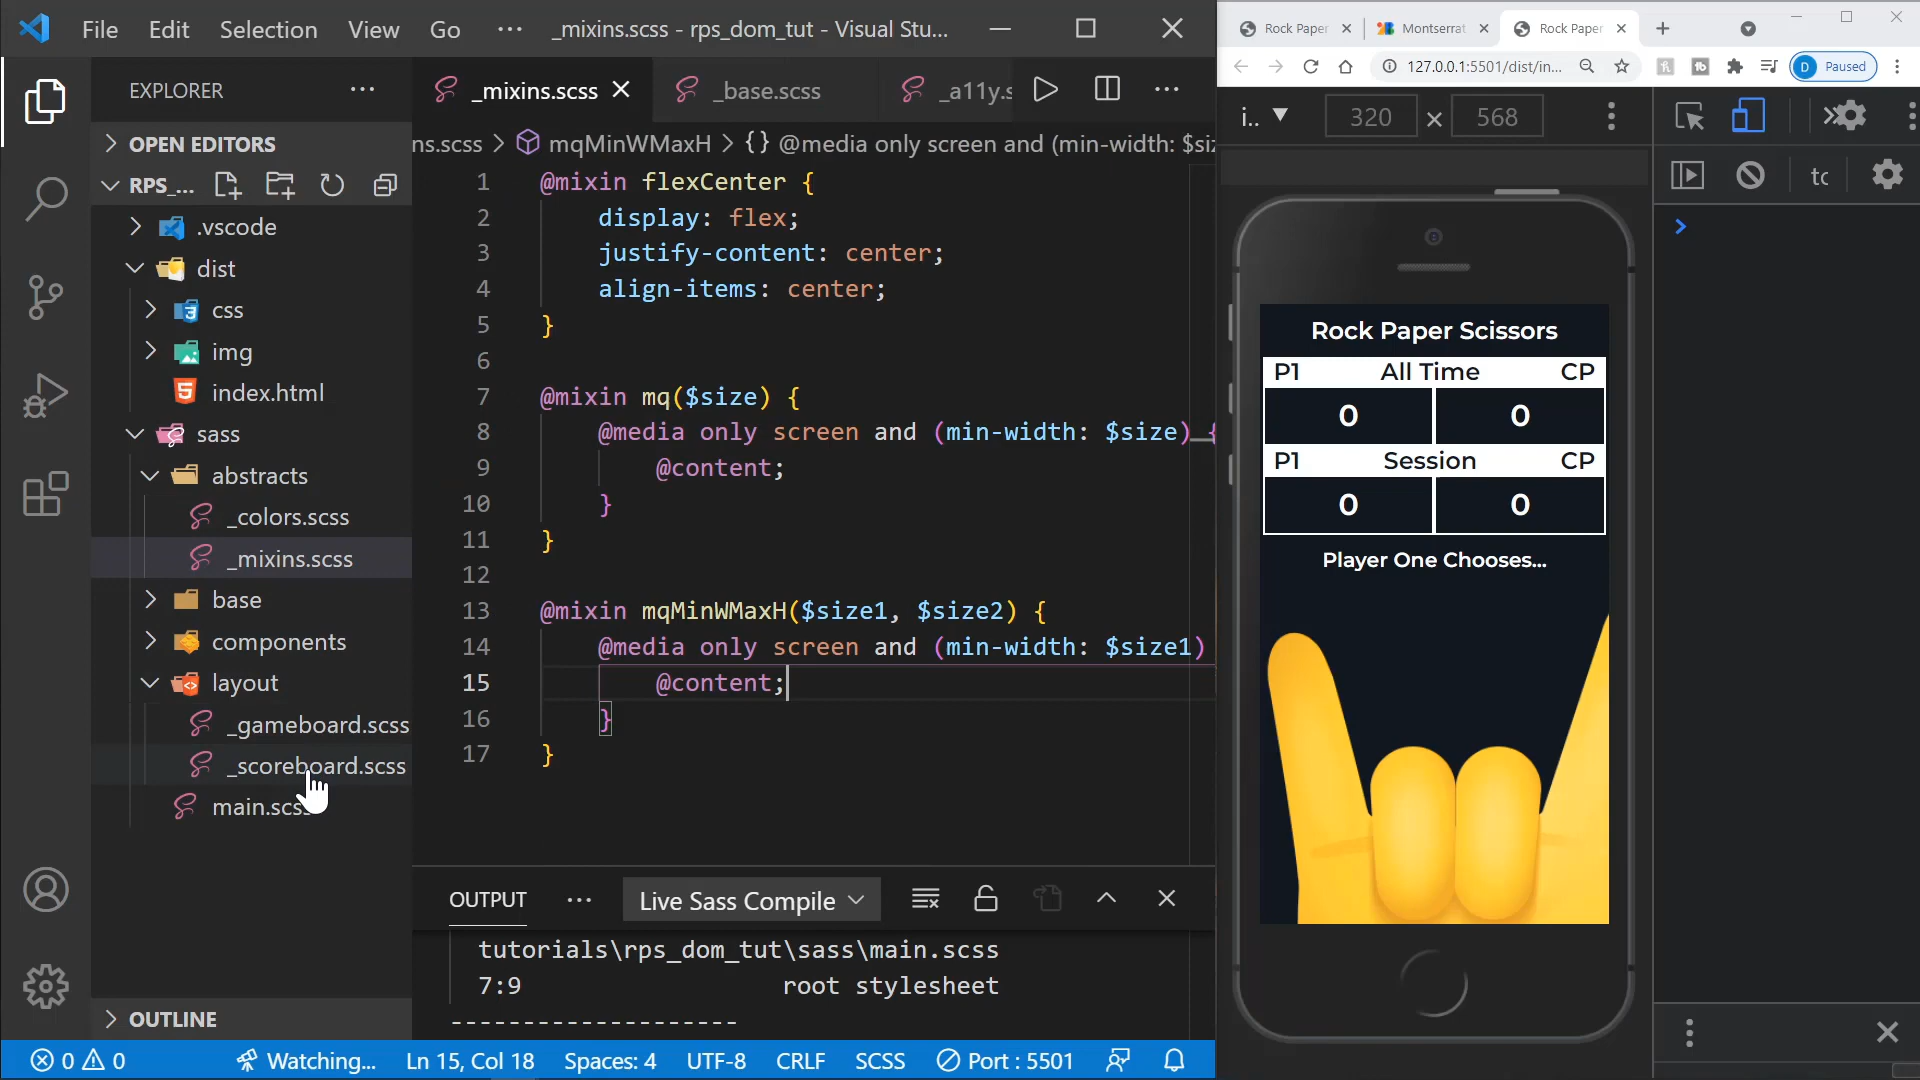 File Edit Selection View Go ··· _mixins.scss - rps_dom_tut - Visual Stu...
EXPLORER ···
OPEN EDITORS
RPS_...
.vscode
dist
css
img
index.html
sass
abstracts
_colors.scss
_mixins.scss
base
components
layout
_gameboard.scss
_scoreboard.scss
main.scss
OUTLINE
_mixins.scss _base.scss _a11y.s
ns.scss > mqMinWMaxH > {} @media only screen and (min-width: $siz
1 @mixin flexCenter {
2 display: flex;
3 justify-content: center;
4 align-items: center;
5 }
6
7 @mixin mq($size) {
8 @media only screen and (min-width: $size) {
9 @content;
10 }
11 }
12
13 @mixin mqMinWMaxH($size1, $size2) {
14 @media only screen and (min-width: $size1)
15 @content;
16 }
17 }
OUTPUT ··· Live Sass Compile
tutorials\rps_dom_tut\sass\main.scss
7:9 root stylesheet
--------------------
0 0 Watching... Ln 15, Col 18 Spaces: 4 UTF-8 CRLF SCSS Port : 5501
Rock Paper Montserrat Rock Paper
127.0.0.1:5501/dist/in... D Paused
i.. ▼ 320 × 568
tc
Rock Paper Scissors
P1 All Time CP
0 0
P1 Session CP
0 0
Player One Chooses...